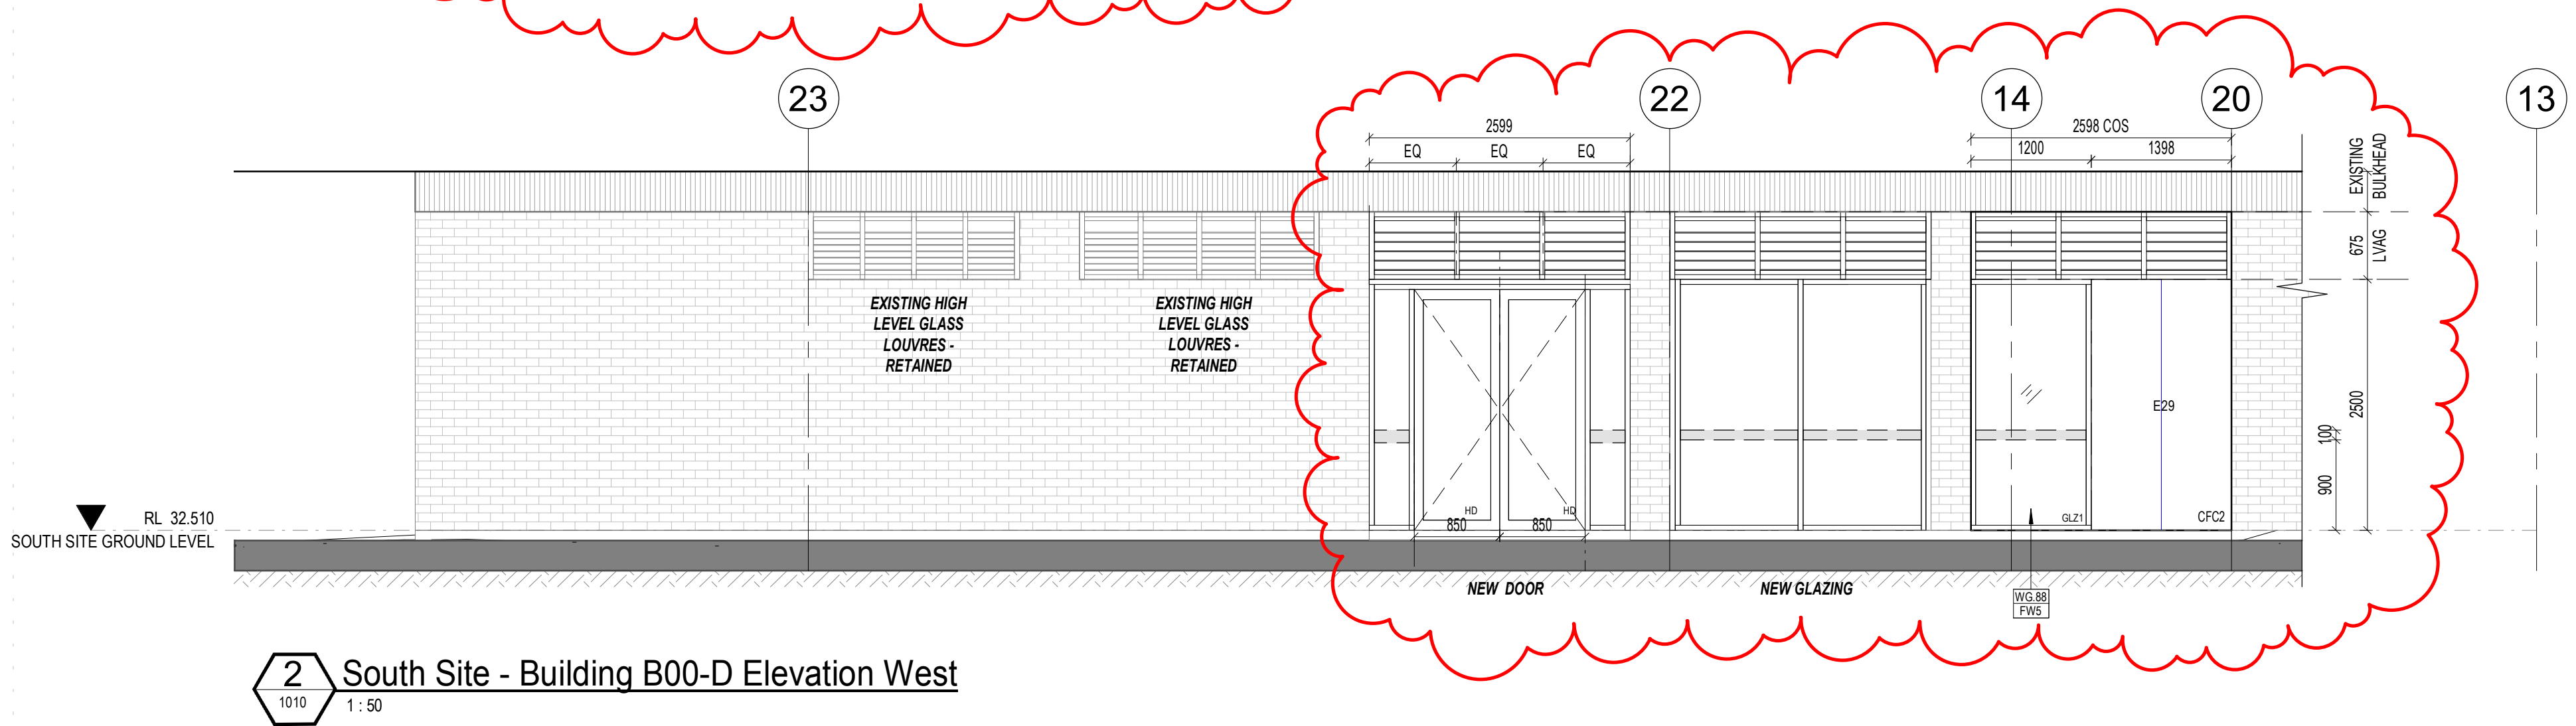 23
22
14
20
13
2599
EQ
EQ
EQ
2598 COS
1200
1398
EXISTING
BULKHEAD
675
LVAG
EXISTING HIGH
LEVEL GLASS
LOUVRES -
RETAINED
EXISTING HIGH
LEVEL GLASS
LOUVRES -
RETAINED
E29
2500
100
900
HD
HD
850
850
GLZ1
CFC2
RL 32.510
SOUTH SITE GROUND LEVEL
NEW DOOR
NEW GLAZING
WG.88
FW5
2
1010
South Site - Building B00-D Elevation West
1 : 50